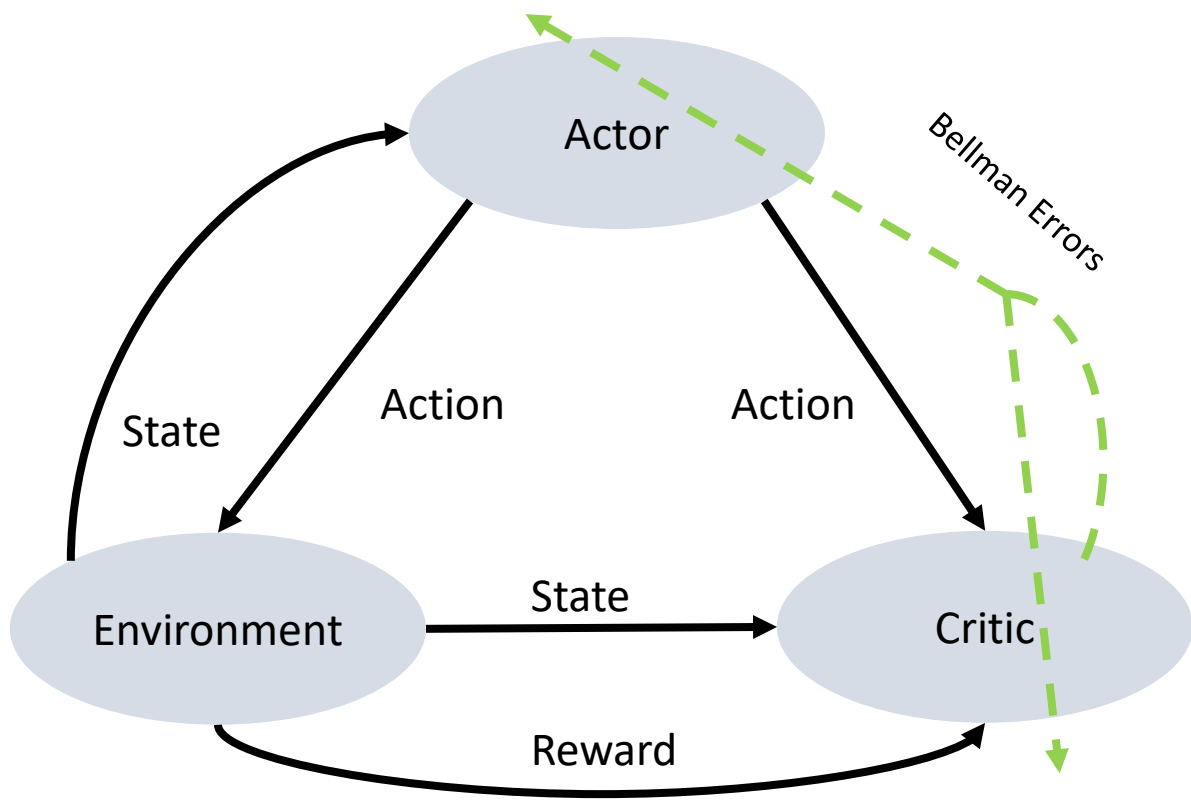 Actor
Bellman Errors
Action
Action
State
State
Environment
Critic
Reward